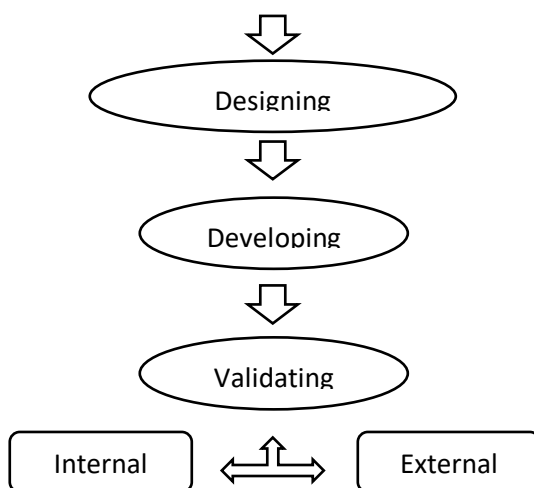 Designing
Developing
Validating
Internal
External